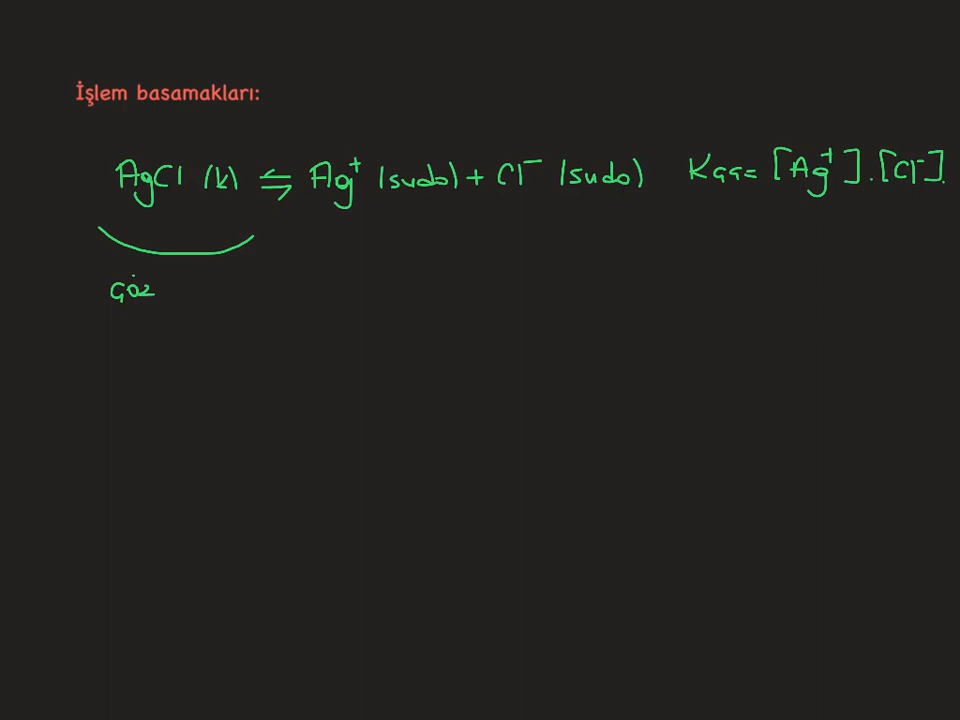 İşlem basamakları:
AgCl (k) ⇌ Ag⁺ (suda) + Cl⁻ (suda) Kçç= [Ag⁺].[Cl⁻].
çöz